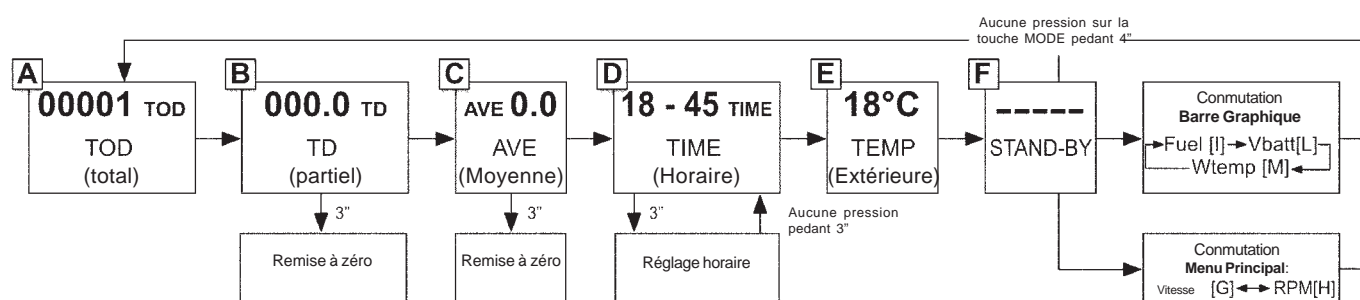 Aucune pression sur la
touche MODE pedant 4"
A
00001 TOD
TOD
(total)
B
000.0 TD
TD
(partiel)
C
AVE 0.0
AVE
(Moyenne)
D
18 - 45 TIME
TIME
(Horaire)
E
18°C
TEMP
(Extérieure)
F
-----
STAND-BY
Conmutation
Barre Graphique
Fuel [I] Vbatt[L]
Wtemp [M]
3"
3"
3"
Aucune pression
pedant 3"
Remise à zéro
Remise à zéro
Réglage horaire
Conmutation
Menu Principal:
Vitesse [G] RPM[H]